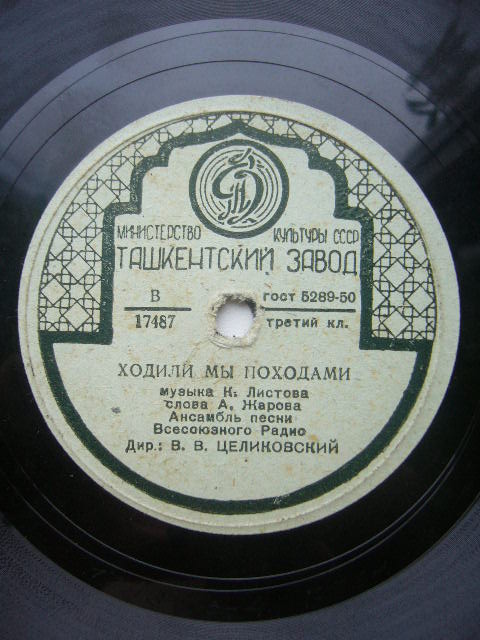 МИНИСТЕРСТВО КУЛЬТУРЫ СССР
ТАШКЕНТСКИЙ ЗАВОД
В ГОСТ 5289-50
17487 третий кл.
ХОДИЛИ МЫ ПОХОДАМИ
музыка К. Листова
слова А. Жарова
Ансамбль песни
Всесоюзного Радио
Дир.: В. В. ЦЕЛИКОВСКИЙ